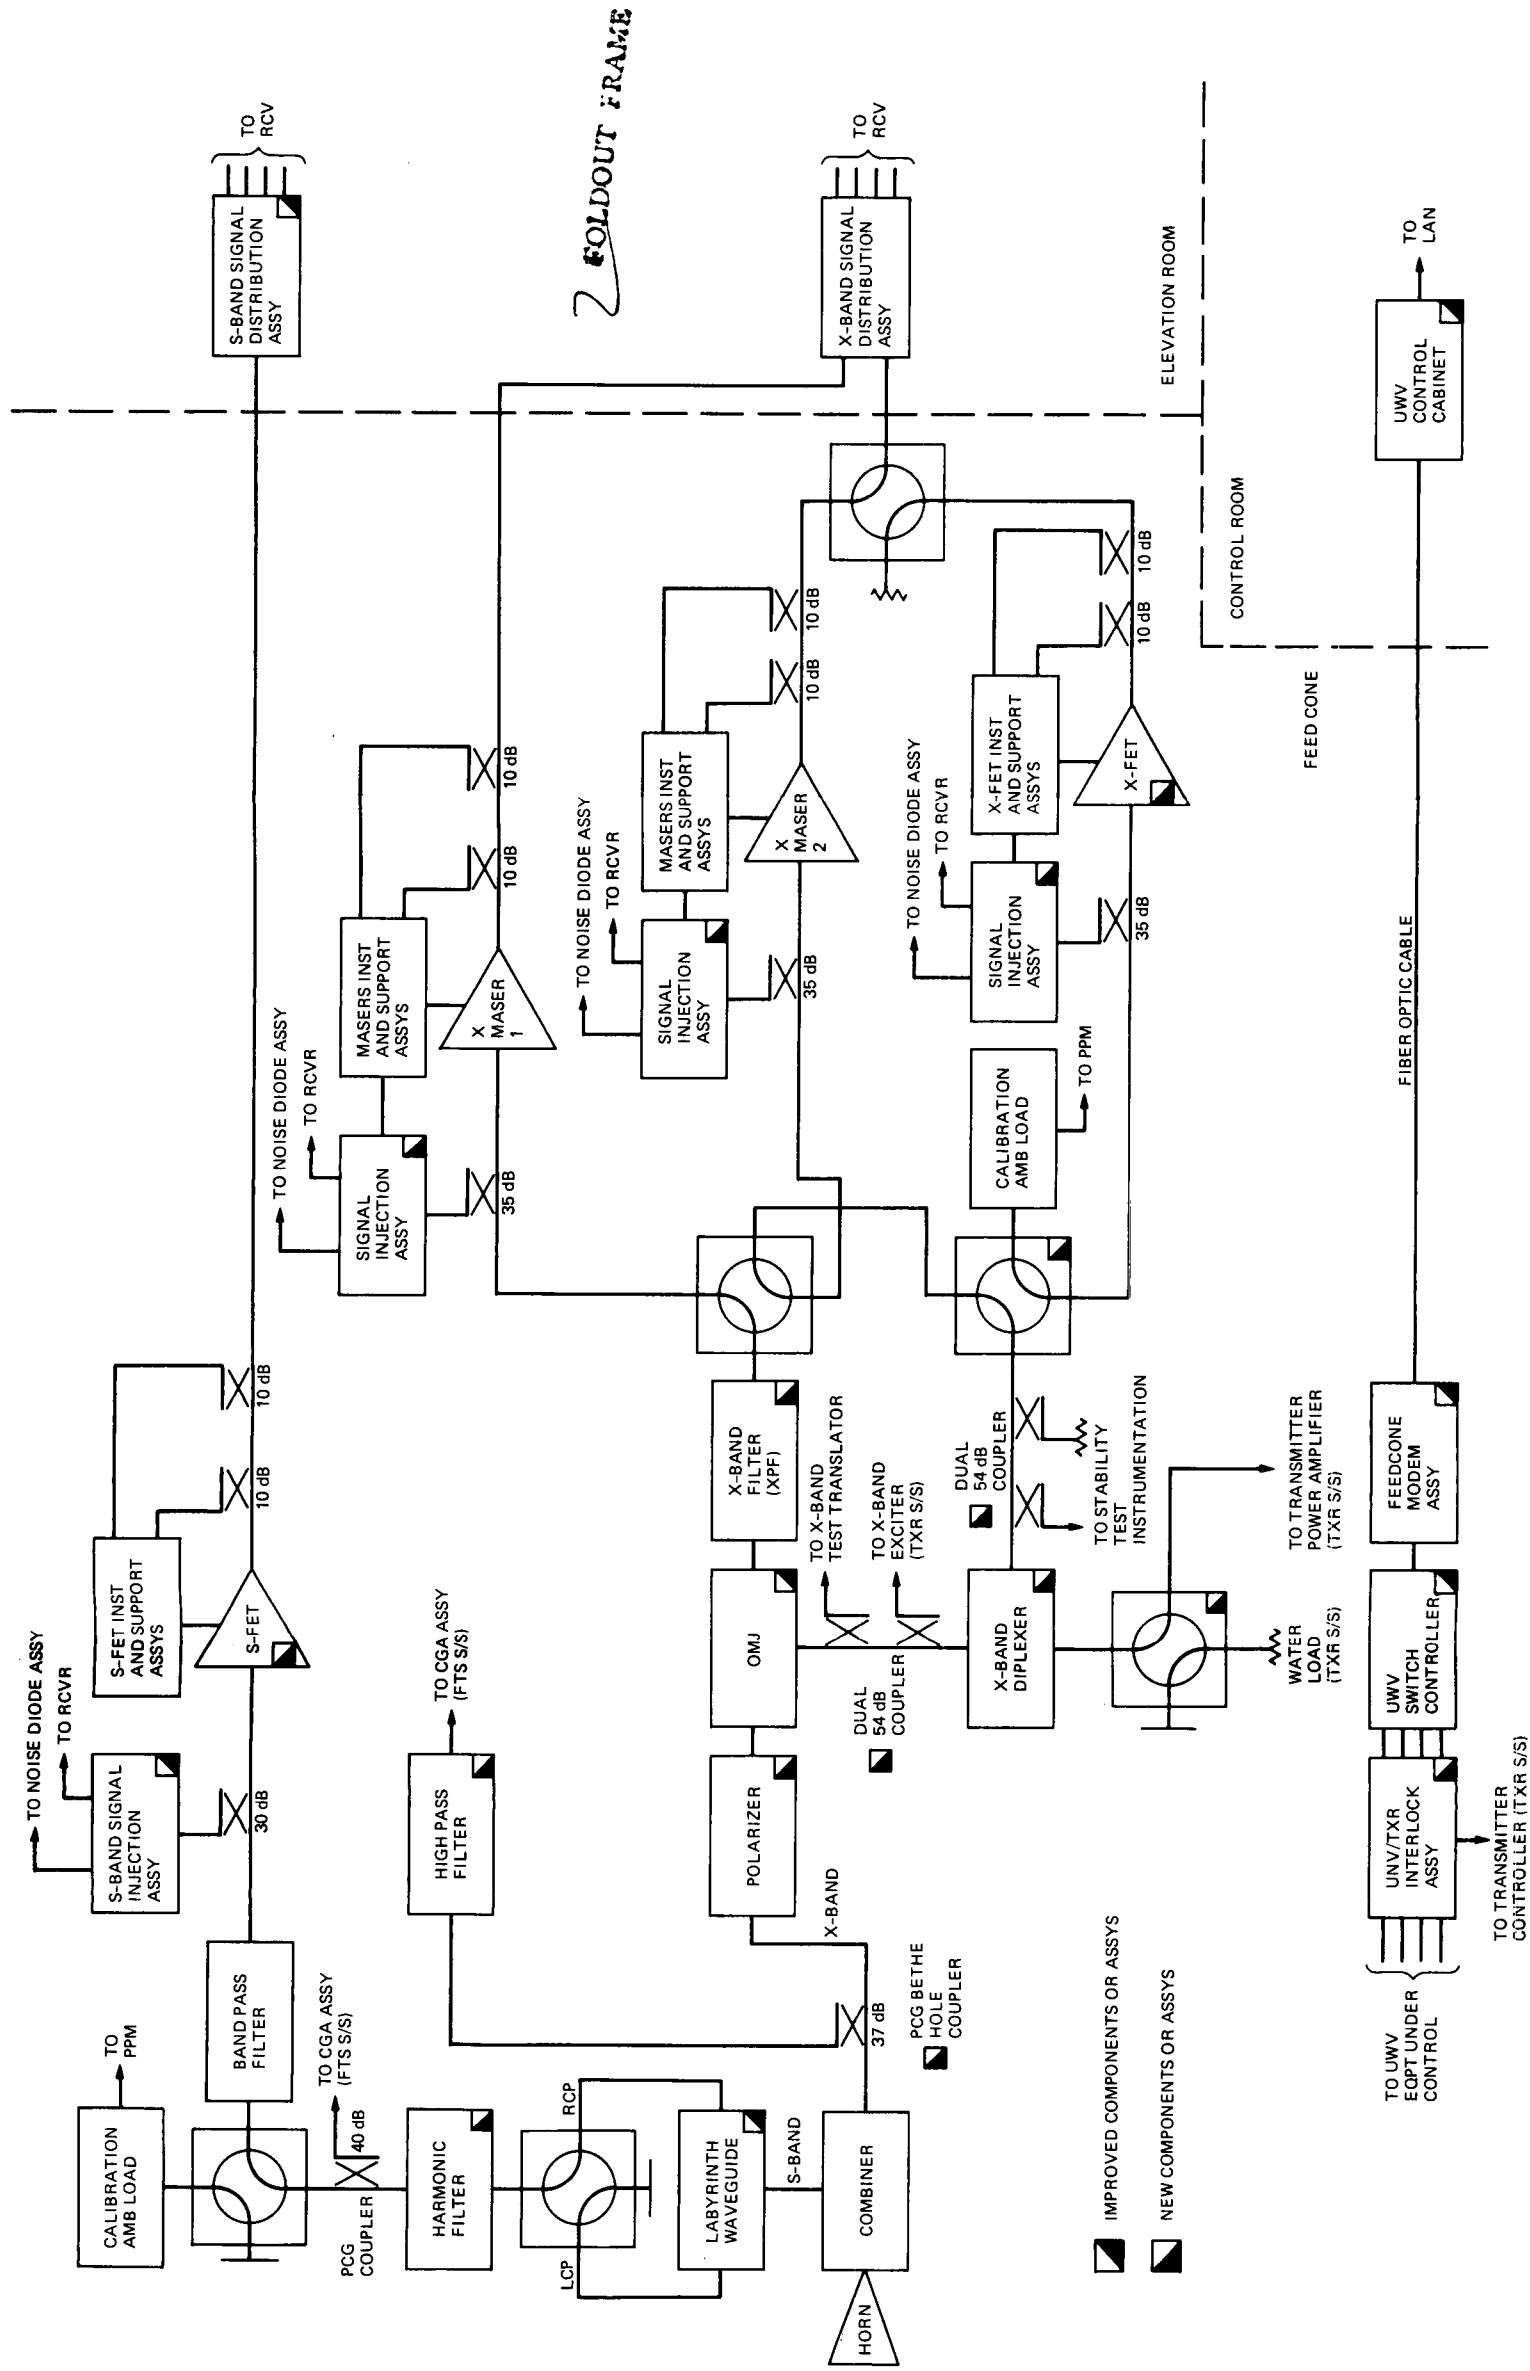 CALIBRATION
AMB LOAD
TO
PPM
BAND PASS
FILTER
S-BAND SIGNAL
INJECTION
ASSY
TO NOISE DIODE ASSY
TO RCVR
30 dB
S-FET INST
AND SUPPORT
ASSYS
S-FET
10 dB
10 dB
S-BAND SIGNAL
DISTRIBUTION
ASSY
TO
RCV
PCG
COUPLER
40 dB
TO CGA ASSY
(FTS S/S)
HARMONIC
FILTER
LCP
RCP
LABYRINTH
WAVEGUIDE
S-BAND
COMBINER
HORN
HIGH PASS
FILTER
TO CGA ASSY
(FTS S/S)
37 dB
PCG BETHE
HOLE
COUPLER
X-BAND
POLARIZER
OMJ
X-BAND
FILTER
(XPF)
SIGNAL
INJECTION
ASSY
TO NOISE DIODE ASSY
TO RCVR
35 dB
MASERS INST
AND SUPPORT
ASSYS
X
MASER
1
10 dB
10 dB
SIGNAL
INJECTION
ASSY
TO NOISE DIODE ASSY
TO RCVR
35 dB
MASERS INST
AND SUPPORT
ASSYS
X
MASER
2
10 dB
10 dB
2 FOLDOUT FRAME
X-BAND SIGNAL
DISTRIBUTION
ASSY
TO
RCV
DUAL
54 dB
COUPLER
TO X-BAND
TEST TRANSLATOR
TO X-BAND
EXCITER
(TXR S/S)
X-BAND
DIPLEXER
DUAL
54 dB
COUPLER
TO STABILITY
TEST
INSTRUMENTATION
CALIBRATION
AMB LOAD
TO PPM
SIGNAL
INJECTION
ASSY
TO NOISE DIODE ASSY
TO RCVR
35 dB
X-FET INST
AND SUPPORT
ASSYS
X-FET
10 dB
10 dB
WATER
LOAD
(TXR S/S)
TO TRANSMITTER
POWER AMPLIFIER
(TXR S/S)
ELEVATION ROOM
CONTROL ROOM
FEED CONE
IMPROVED COMPONENTS OR ASSYS
NEW COMPONENTS OR ASSYS
TO UWV
EQPT UNDER
CONTROL
UNV/TXR
INTERLOCK
ASSY
TO TRANSMITTER
CONTROLLER (TXR S/S)
UWV
SWITCH
CONTROLLER
FEEDCONE
MODEM
ASSY
FIBER OPTIC CABLE
UWV
CONTROL
CABINET
TO
LAN